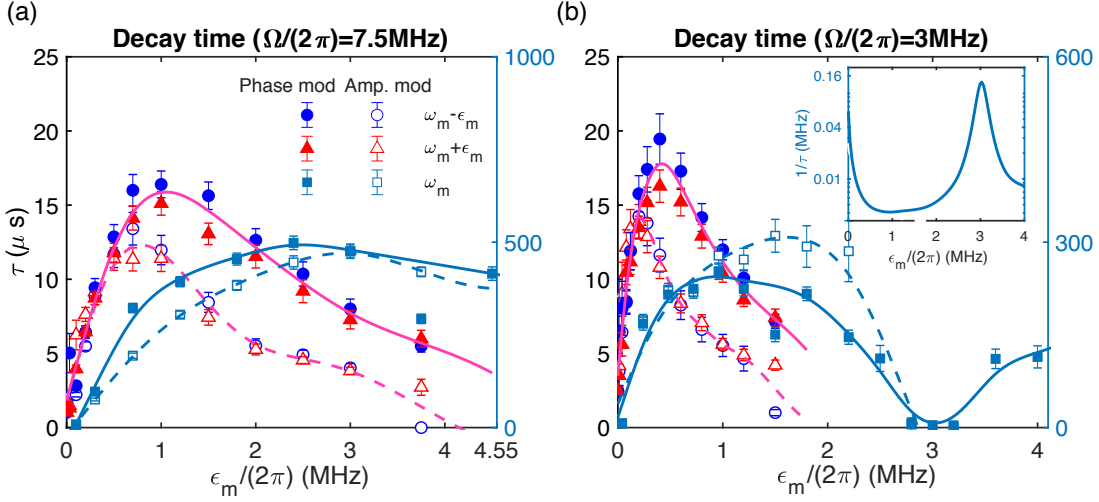 (a)
Decay time (Ω/(2π)=7.5MHz)
25
20
15
10
5
0
τ (μ s)
1000
500
0
Phase mod Amp. mod
ω_m-ϵ_m
ω_m+ϵ_m
ω_m
0 1 2 3 4 4.55
ϵ_m/(2π) (MHz)
(b)
Decay time (Ω/(2π)=3MHz)
25
20
15
10
5
0
600
300
0
0.16
0.04
0.01
1/τ (MHz)
0 1 2 3 4
ϵ_m/(2π) (MHz)
0 1 2 3 4
ϵ_m/(2π) (MHz)